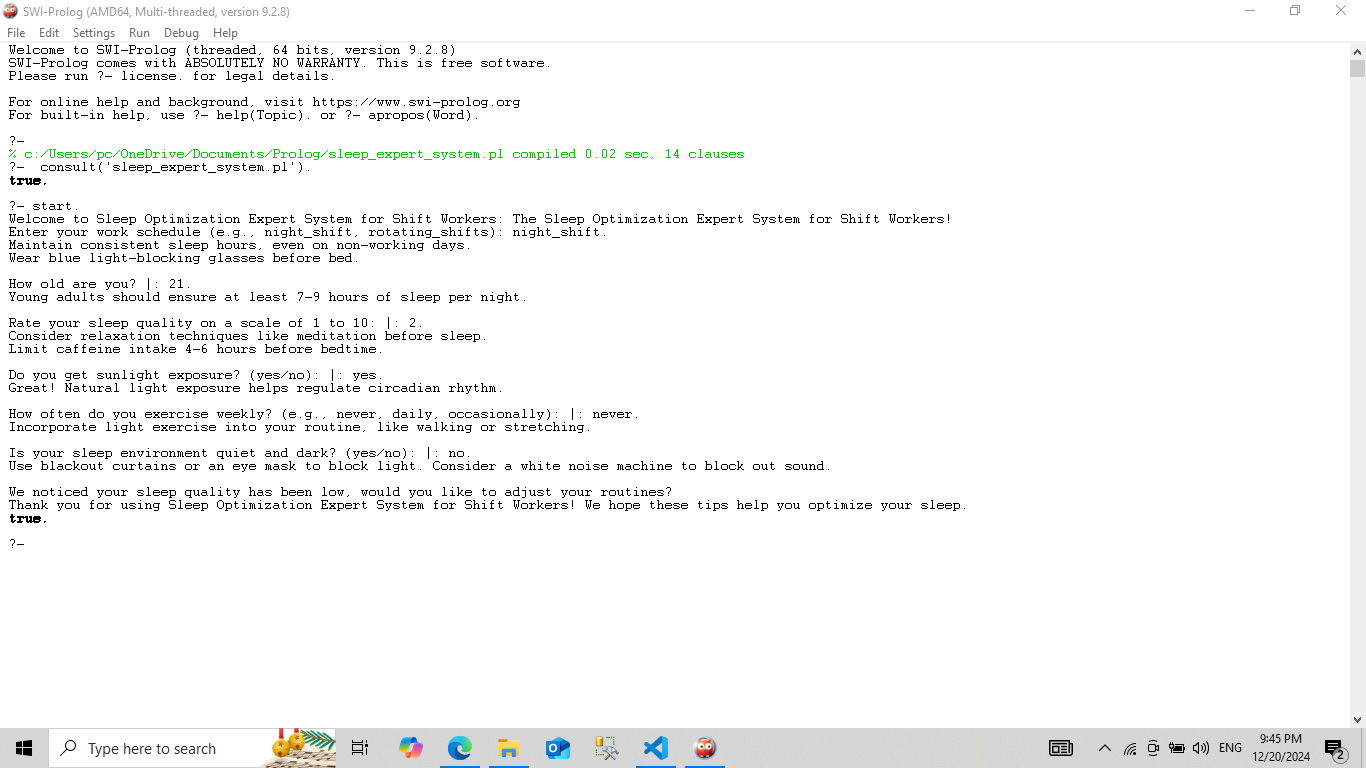 SWI-Prolog (AMD64, Multi-threaded, version 9.2.8)
File Edit Settings Run Debug Help
Welcome to SWI-Prolog (threaded, 64 bits, version 9.2.8)
SWI-Prolog comes with ABSOLUTELY NO WARRANTY. This is free software.
Please run ?- license. for legal details.
For online help and background, visit https://www.swi-prolog.org
For built-in help, use ?- help(Topic). or ?- apropos(Word).
?-
% c:/Users/pc/OneDrive/Documents/Prolog/sleep_expert_system.pl compiled 0.02 sec, 14 clauses
?- consult('sleep_expert_system.pl').
true.
?- start.
Welcome to Sleep Optimization Expert System for Shift Workers: The Sleep Optimization Expert System for Shift Workers!
Enter your work schedule (e.g., night_shift, rotating_shifts): night_shift.
Maintain consistent sleep hours, even on non-working days.
Wear blue light-blocking glasses before bed.
How old are you? |: 21.
Young adults should ensure at least 7-9 hours of sleep per night.
Rate your sleep quality on a scale of 1 to 10: |: 2.
Consider relaxation techniques like meditation before sleep.
Limit caffeine intake 4-6 hours before bedtime.
Do you get sunlight exposure? (yes/no): |: yes.
Great! Natural light exposure helps regulate circadian rhythm.
How often do you exercise weekly? (e.g., never, daily, occasionally): |: never.
Incorporate light exercise into your routine, like walking or stretching.
Is your sleep environment quiet and dark? (yes/no): |: no.
Use blackout curtains or an eye mask to block light. Consider a white noise machine to block out sound.
We noticed your sleep quality has been low, would you like to adjust your routines?
Thank you for using Sleep Optimization Expert System for Shift Workers! We hope these tips help you optimize your sleep.
true.
?-
Type here to search
ENG
9:45 PM
12/20/2024
2